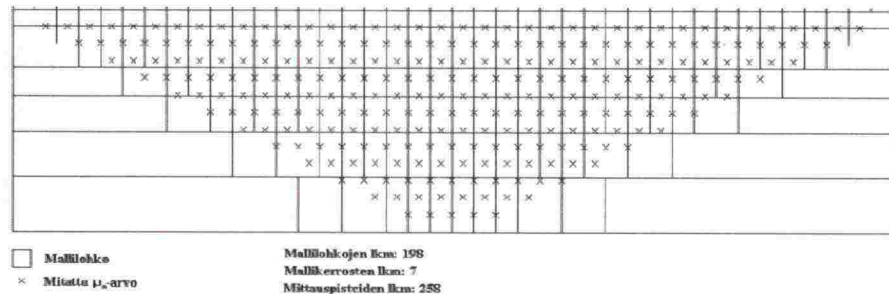 Mallilohko
Mitattu μa-arvo
Mallilohkojen lkm: 198
Mallikerrosten lkm: 7
Mittauspisteiden lkm: 258